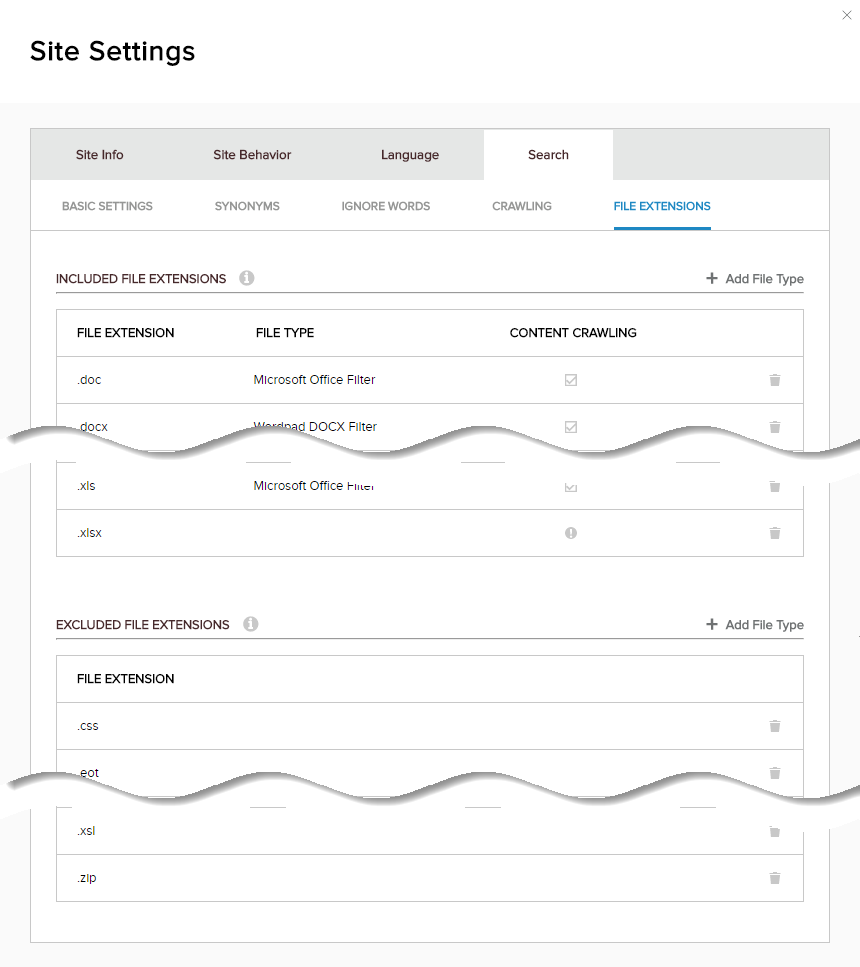 Site Settings
Site Info Site Behavior Language Search
BASIC SETTINGS SYNONYMS IGNORE WORDS CRAWLING FILE EXTENSIONS
INCLUDED FILE EXTENSIONS Add File Type
FILE EXTENSION FILE TYPE CONTENT CRAWLING
.doc Microsoft Office Filter
.docx Wordpad DOCX Filter
.xls Microsoft Office Filter
.xlsx
EXCLUDED FILE EXTENSIONS Add File Type
FILE EXTENSION
.css
.eot
.xsl
.zip